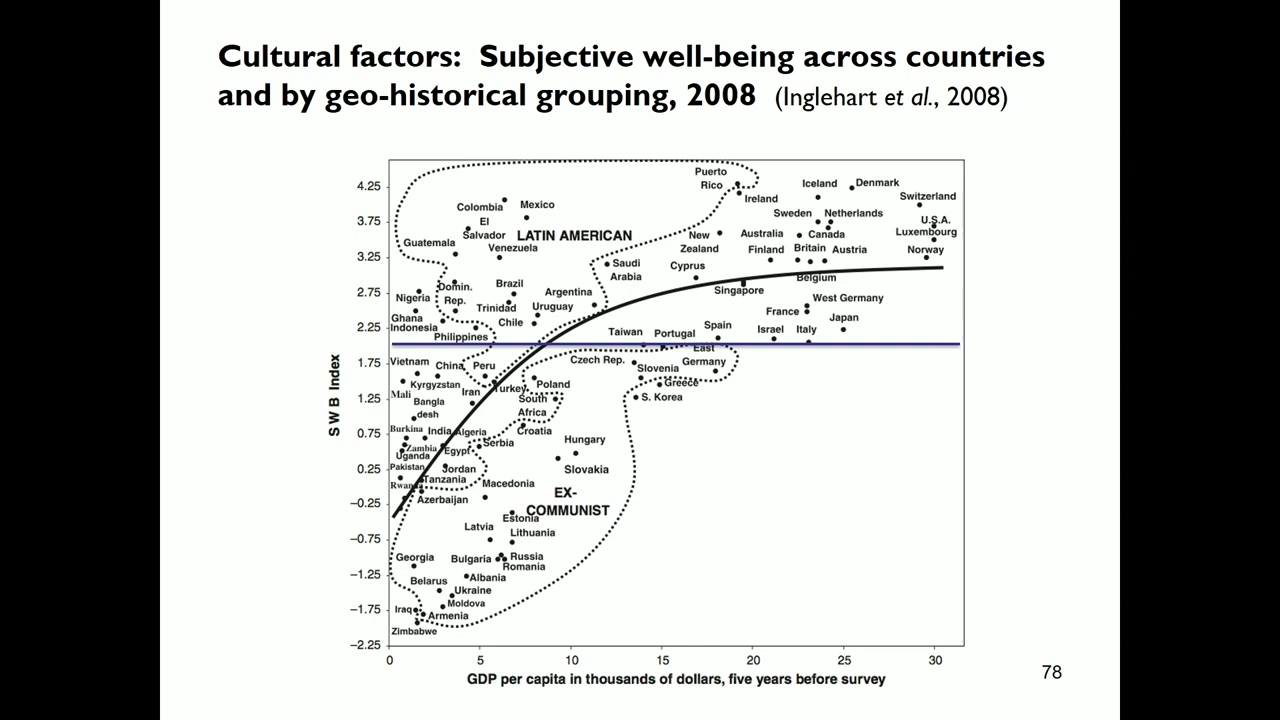 Cultural factors: Subjective well-being across countries
and by geo-historical grouping, 2008 (Inglehart et al., 2008)
SWB Index
4.25
3.75
3.25
2.75
2.25
1.75
1.25
0.75
0.25
−0.25
−0.75
−1.25
−1.75
−2.25
Puerto
Rico
Ireland
Iceland
Denmark
Switzerland
Colombia
Mexico
Sweden
Netherlands
U.S.A.
El
Salvador
LATIN AMERICAN
New
Zealand
Australia
Canada
Luxembourg
Guatemala
Venezuela
Finland
Britain
Austria
Norway
Saudi
Arabia
Cyprus
Belgium
Domin.
Rep.
Brazil
Argentina
Singapore
Nigeria
Trinidad
Uruguay
West Germany
France
Ghana
Indonesia
Chile
Japan
Philippines
Taiwan
Portugal
Spain
Israel
Italy
Vietnam
China
Peru
Czech Rep.
East
Germany
Slovenia
Kyrgyzstan
Turkey
Poland
Greece
Mali
Iran
South
Africa
S. Korea
Bangla
desh
Burkina
India
Algeria
Croatia
Zambia
Egypt
Serbia
Hungary
Uganda
Pakistan
Jordan
Slovakia
Tanzania
Rwanda
Macedonia
Azerbaijan
EX-
COMMUNIST
Estonia
Latvia
Lithuania
Georgia
Bulgaria
Russia
Romania
Belarus
Albania
Ukraine
Iraq
Moldova
Armenia
Zimbabwe
0 5 10 15 20 25 30
GDP per capita in thousands of dollars, five years before survey
78